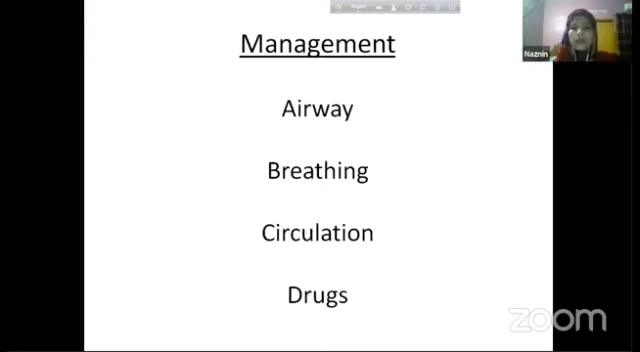 Management
Naznin
Airway
Breathing
Circulation
Drugs
zoom